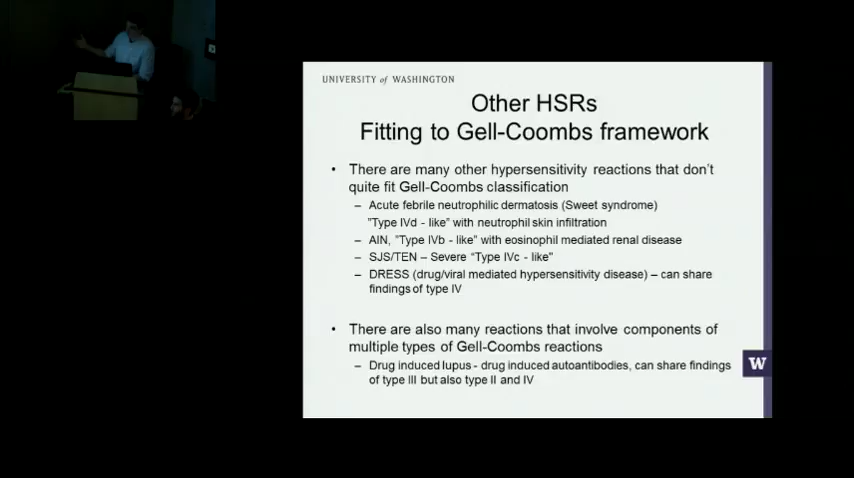 UNIVERSITY of WASHINGTON
Other HSRs
Fitting to Gell-Coombs framework
• There are many other hypersensitivity reactions that don't
quite fit Gell-Coombs classification
– Acute febrile neutrophilic dermatosis (Sweet syndrome)
"Type IVd - like" with neutrophil skin infiltration
– AIN, "Type IVb - like" with eosinophil mediated renal disease
– SJS/TEN – Severe "Type IVc - like"
– DRESS (drug/viral mediated hypersensitivity disease) – can share
findings of type IV
• There are also many reactions that involve components of
multiple types of Gell-Coombs reactions
– Drug induced lupus - drug induced autoantibodies, can share findings
of type III but also type II and IV
W